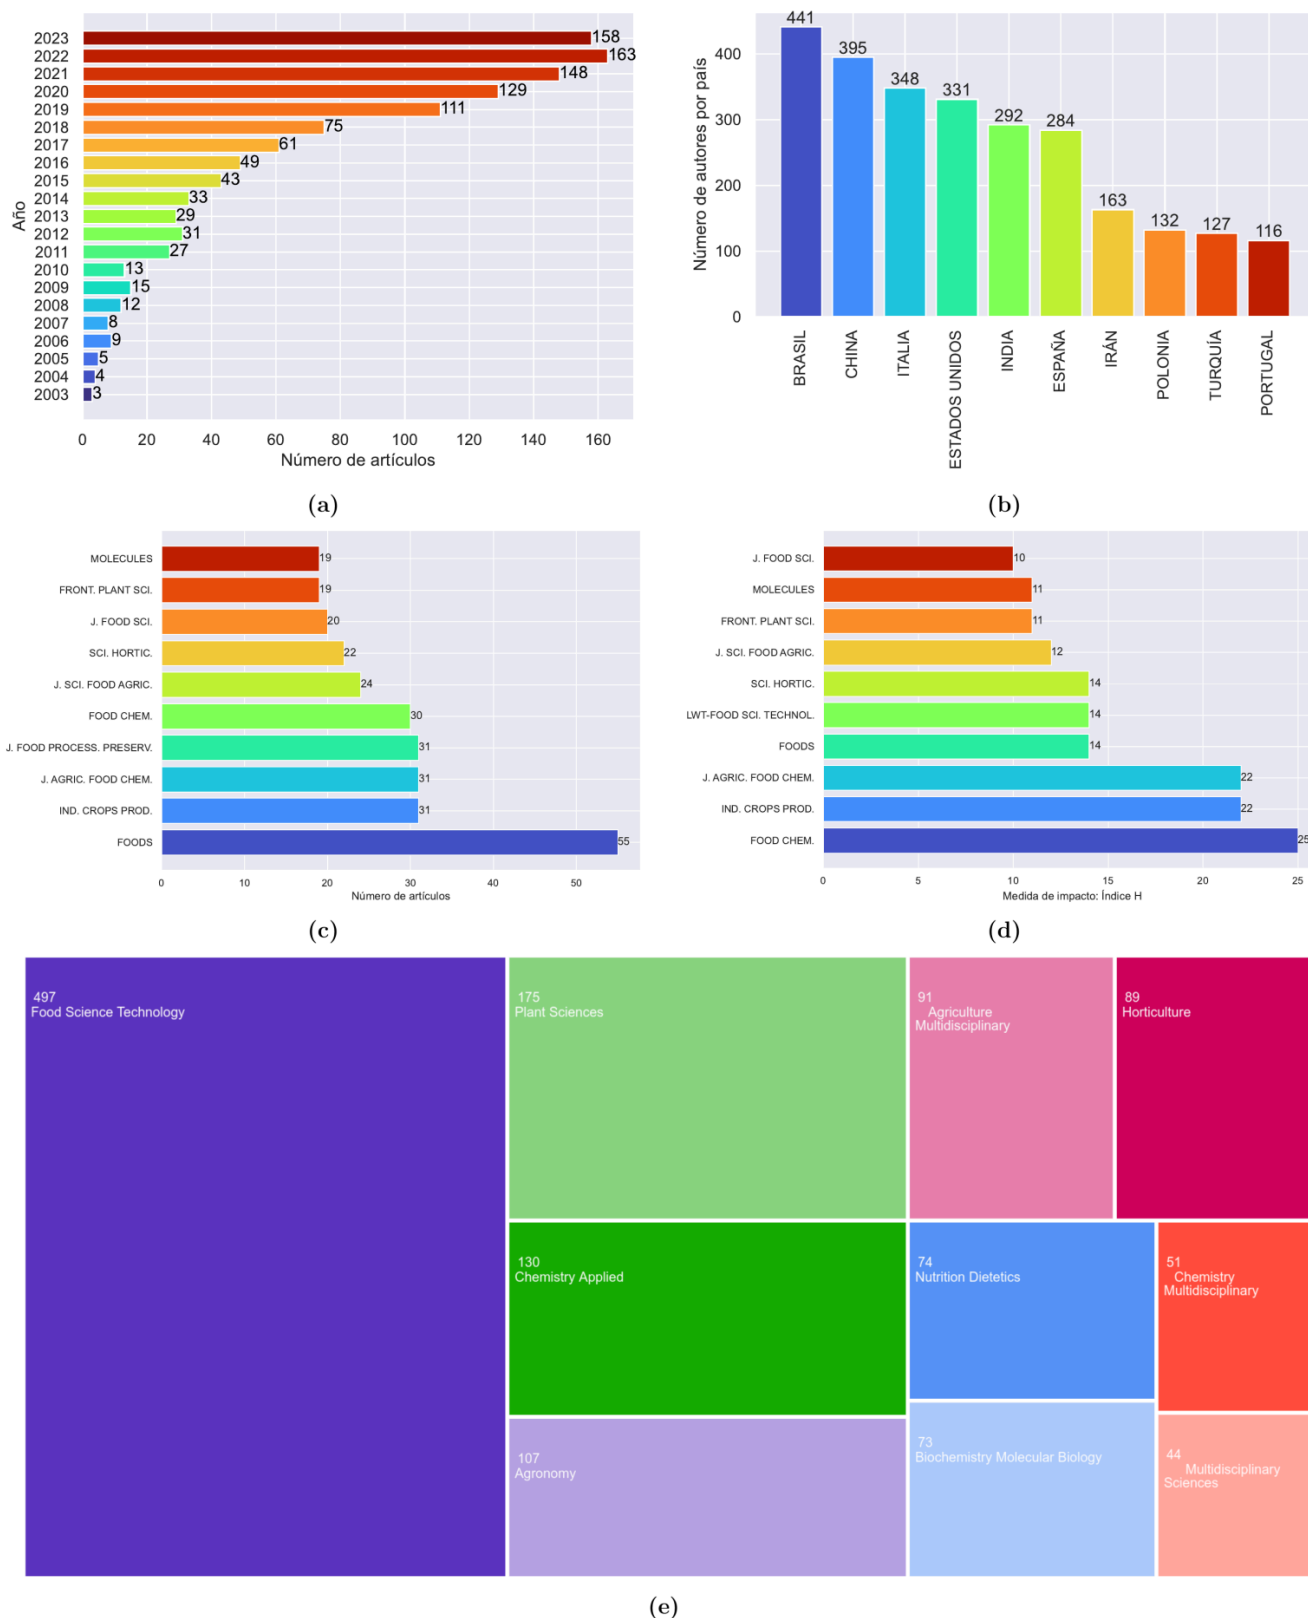 2023
158
2022
163
2021
148
2020
129
2019
111
2018
75
2017
61
2016
49
2015
43
2014
33
2013
29
2012
31
2011
27
2010
13
2009
15
2008
12
2007
8
2006
9
2005
5
2004
4
2003
3
Año
0 20 40 60 80 100 120 140 160
Número de artículos
(a)
Número de autores por país
400
300
200
100
0
441
395
348
331
292
284
163
132
127
116
BRASIL
CHINA
ITALIA
ESTADOS UNIDOS
INDIA
ESPAÑA
IRÁN
POLONIA
TURQUÍA
PORTUGAL
(b)
MOLECULES
19
FRONT. PLANT SCI.
19
J. FOOD SCI.
20
SCI. HORTIC.
22
J. SCI. FOOD AGRIC.
24
FOOD CHEM.
30
J. FOOD PROCESS. PRESERV.
31
J. AGRIC. FOOD CHEM.
31
IND. CROPS PROD.
31
FOODS
55
0 10 20 30 40 50
Número de artículos
(c)
J. FOOD SCI.
10
MOLECULES
11
FRONT. PLANT SCI.
11
J. SCI. FOOD AGRIC.
12
SCI. HORTIC.
14
LWT-FOOD SCI. TECHNOL.
14
FOODS
14
J. AGRIC. FOOD CHEM.
22
IND. CROPS PROD.
22
FOOD CHEM.
25
0 5 10 15 20 25
Medida de impacto: Índice H
(d)
497
Food Science Technology
175
Plant Sciences
91
Agriculture
Multidisciplinary
89
Horticulture
130
Chemistry Applied
74
Nutrition Dietetics
51
Chemistry
Multidisciplinary
107
Agronomy
73
Biochemistry Molecular Biology
44
Multidisciplinary
Sciences
(e)